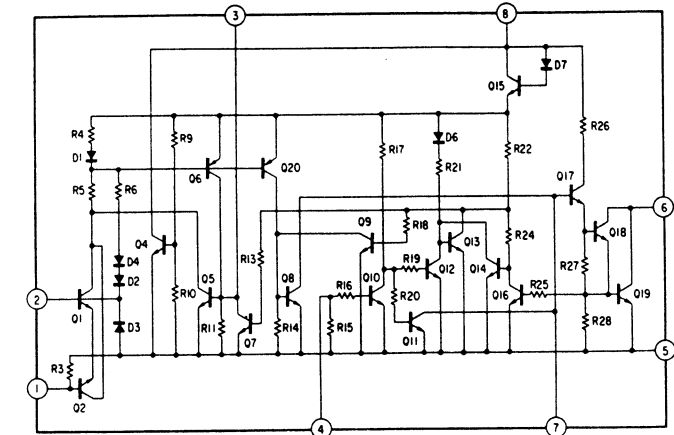 3 8
D7
Q15
R4 R9 D6 R26
D1 R17 R22
R21 Q17
R5 R6 Q6 Q20 6
Q9 R18 Q18
Q4 R13 Q13 R24
D4 Q5 Q8 R19 Q14 R27
D2 R16 Q10 Q12 R25
2 R10 R20 Q16 Q19
Q1 D3 R11 R14 R15 R28
Q7 Q11
R3 5
1
Q2
4 7